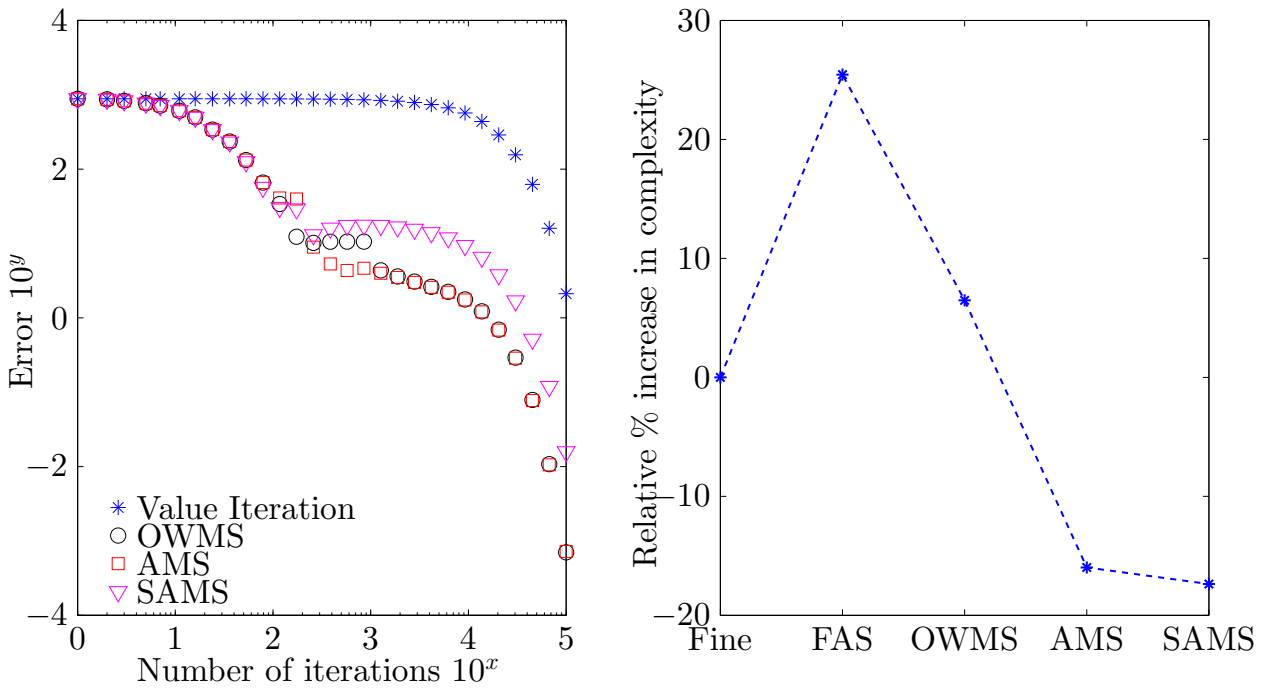 4
2
0
−2
−4
Error 10^y
Value Iteration
OWMS
AMS
SAMS
0 1 2 3 4 5
Number of iterations 10^x
30
20
10
0
−10
−20
Relative % increase in complexity
Fine FAS OWMS AMS SAMS